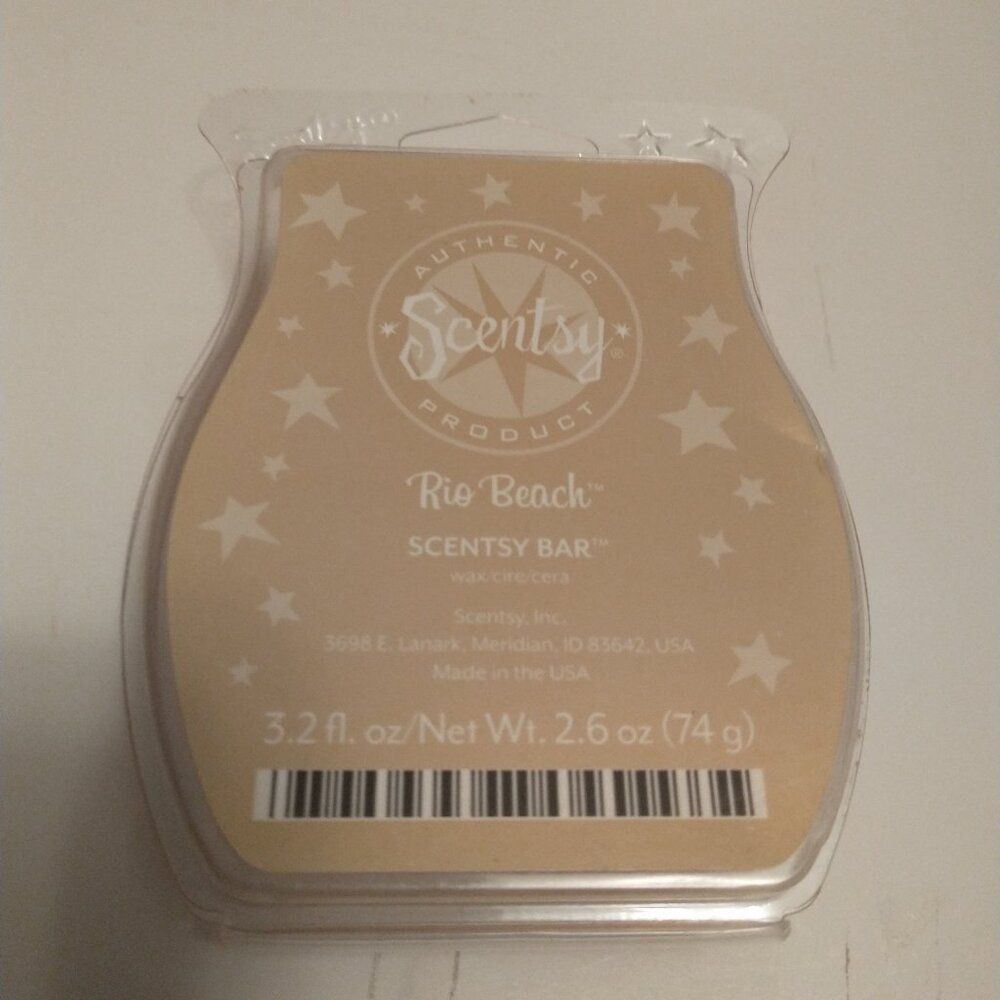 AUTHENTIC
Scentsy®
PRODUCT
Rio Beach™
SCENTSY BAR™
wax/cire/cera
Scentsy, Inc.
3698 E. Lanark, Meridian, ID 83642, USA
Made in the USA
3.2 fl. oz/Net Wt. 2.6 oz (74 g)